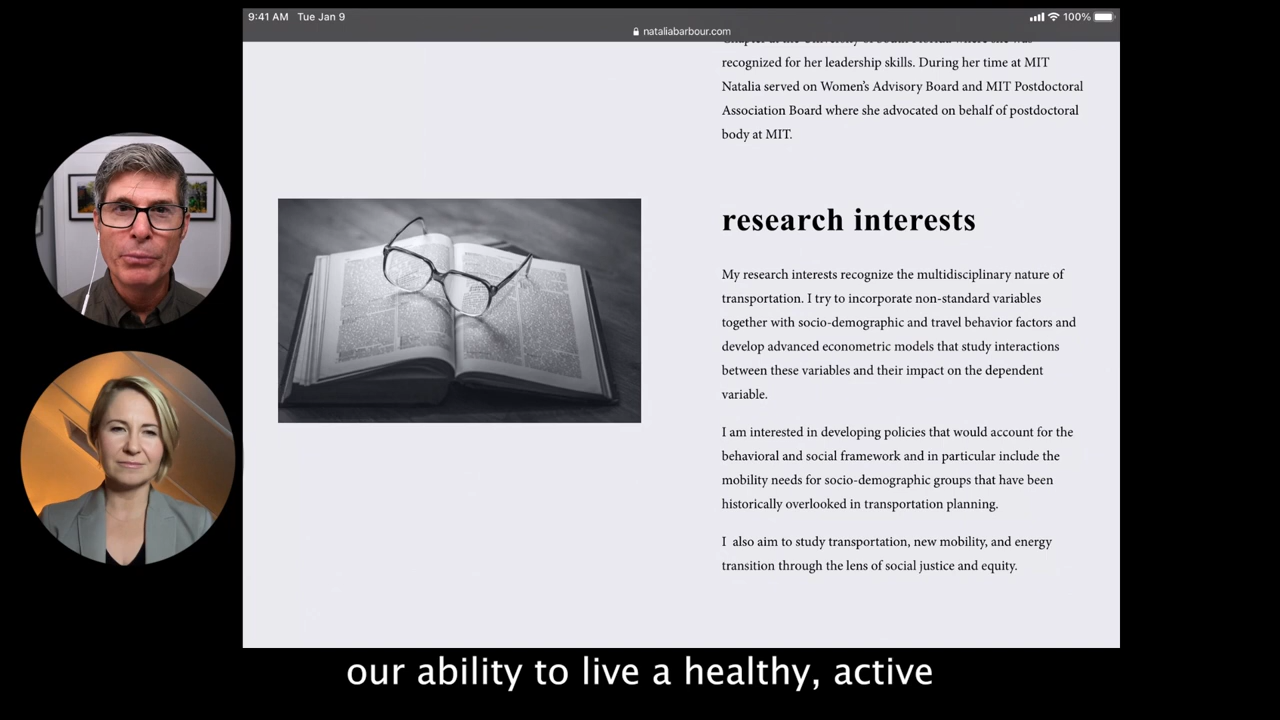 9:41 AM Tue Jan 9
100%
nataliabarbour.com
recognized for her leadership skills. During her time at MIT
Natalia served on Women's Advisory Board and MIT Postdoctoral
Association Board where she advocated on behalf of postdoctoral
body at MIT.
research interests
My research interests recognize the multidisciplinary nature of
transportation. I try to incorporate non-standard variables
together with socio-demographic and travel behavior factors and
develop advanced econometric models that study interactions
between these variables and their impact on the dependent
variable.
I am interested in developing policies that would account for the
behavioral and social framework and in particular include the
mobility needs for socio-demographic groups that have been
historically overlooked in transportation planning.
I also aim to study transportation, new mobility, and energy
transition through the lens of social justice and equity.
our ability to live a healthy, active